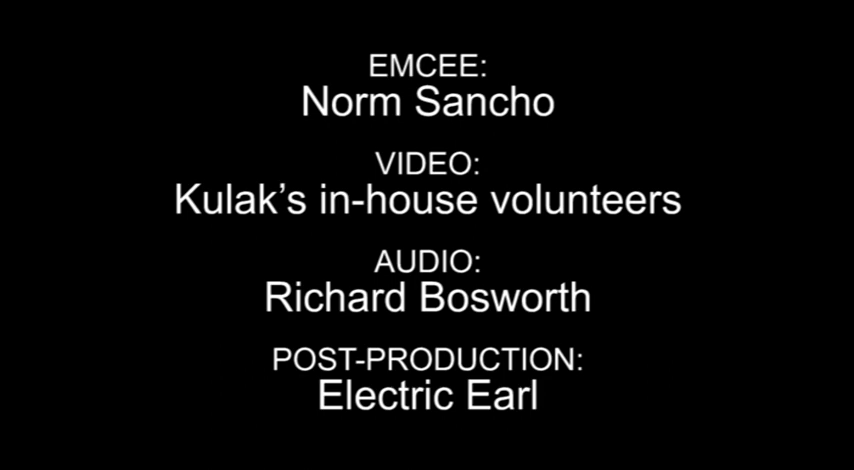 EMCEE:
Norm Sancho
VIDEO:
Kulak’s in-house volunteers
AUDIO:
Richard Bosworth
POST-PRODUCTION:
Electric Earl